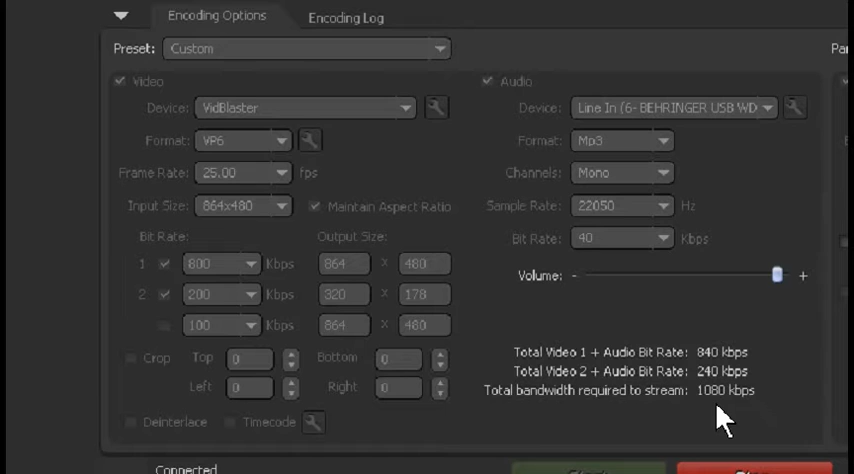 Encoding Options
Encoding Log
Preset: Custom
Video
Device: VidBlaster
Format: VP6
Frame Rate: 25.00 fps
Input Size: 864x480 Maintain Aspect Ratio
Bit Rate: Output Size:
1 800 Kbps 864 x 480
2 200 Kbps 320 x 178
100 Kbps 864 x 480
Crop Top 0 Bottom 0
Left 0 Right 0
Deinterlace Timecode
Audio
Device: Line In (6- BEHRINGER USB WD
Format: Mp3
Channels: Mono
Sample Rate: 22050 Hz
Bit Rate: 40 Kbps
Volume: - +
Total Video 1 + Audio Bit Rate: 840 kbps
Total Video 2 + Audio Bit Rate: 240 kbps
Total bandwidth required to stream: 1080 kbps
Connected